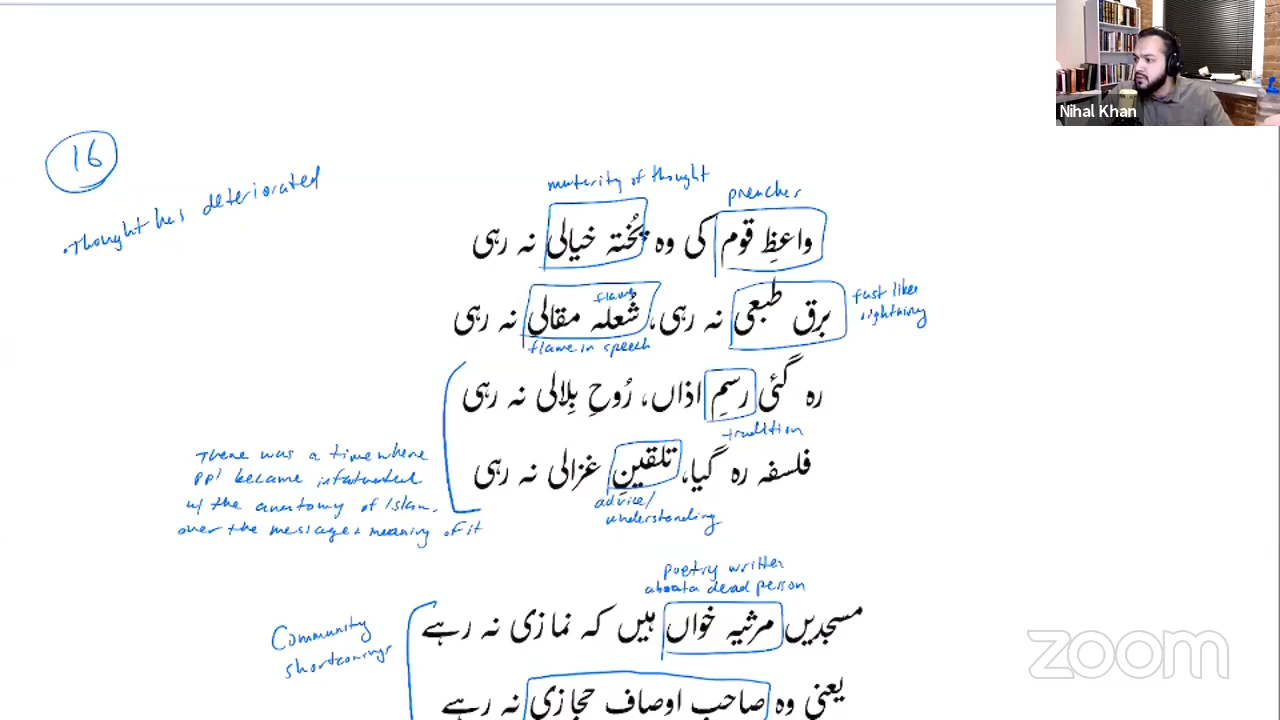 Nihal Khan
16
. Thought has deteriorated
maturity of thought
preacher
واعظِ قوم کی وہ پُختہ خیالی نہ رہی
flame
fast like
lightning
برق طبعی نہ رہی، شُعلہ مقالی نہ رہی
flame in speech
رہ گئی رسمِ اذاں، رُوحِ بِلالی نہ رہی
tradition
There was a time where
ppl became infatuated
w/ the anatomy of Islam,
over the message + meaning of it
فلسفہ رہ گیا، تلقینِ غزالی نہ رہی
advice/
understanding
poetry written
about a dead person
Community
shortcomings
مسجدیں مرثیہ خواں ہیں کہ نمازی نہ رہے
یعنی وہ صاحبِ اوصاف حجازی نہ رہے
zoom